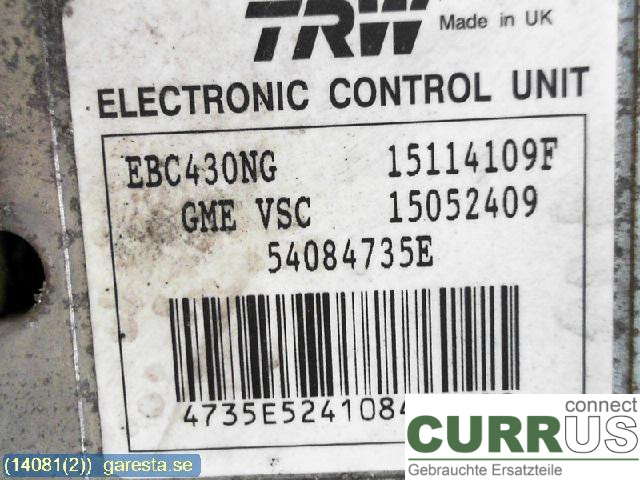 TRW Made in UK
ELECTRONIC CONTROL UNIT
EBC430NG 15114109F
GME VSC 15052409
54084735E
4735E524108
connect
CURRUS
Gebrauchte Ersatzteile
(14081(2)) garesta.se